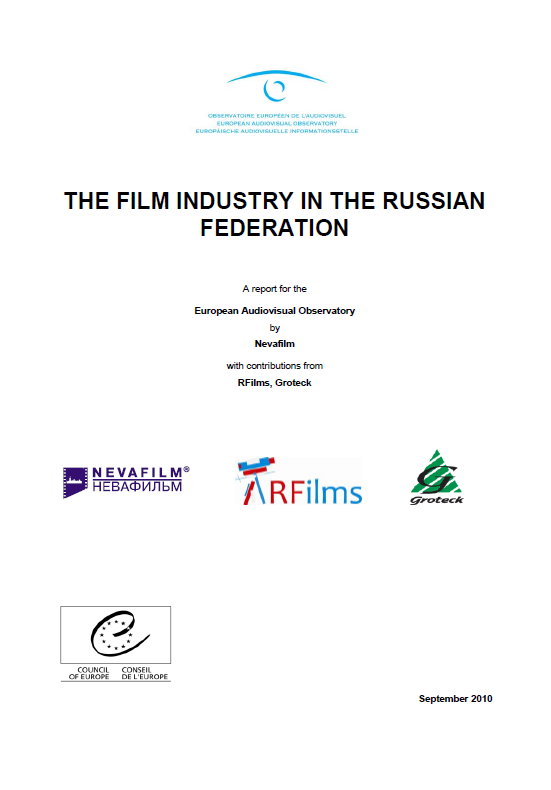 OBSERVATOIRE EUROPÉEN DE L'AUDIOVISUEL
EUROPEAN AUDIOVISUAL OBSERVATORY
EUROPÄISCHE AUDIOVISUELLE INFORMATIONSSTELLE
THE FILM INDUSTRY IN THE RUSSIAN
FEDERATION
A report for the
European Audiovisual Observatory
by
Nevafilm
with contributions from
RFilms, Groteck
NEVAFILM®
НЕВАФИЛЬМ
RFilms
G
Groteck
COUNCIL CONSEIL
OF EUROPE DE L'EUROPE
September 2010